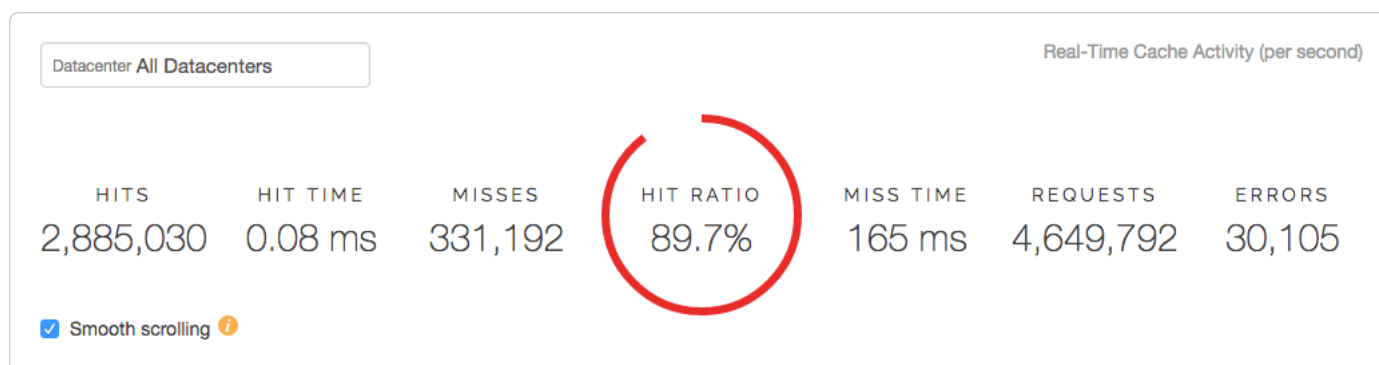 Datacenter All Datacenters
Real-Time Cache Activity (per second)
HITS
2,885,030
HIT TIME
0.08 ms
MISSES
331,192
HIT RATIO
89.7%
MISS TIME
165 ms
REQUESTS
4,649,792
ERRORS
30,105
Smooth scrolling i